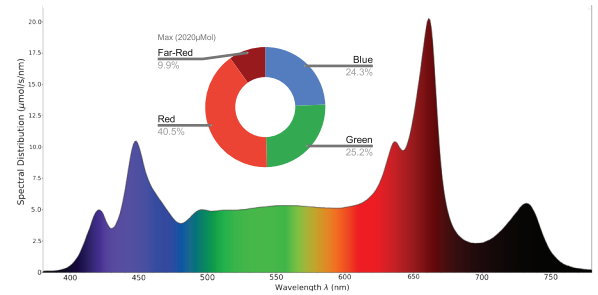 Max (2020µMol)
Far-Red
9.9%
Blue
24.3%
Red
40.5%
Green
25.2%
Spectral Distribution (µmol/s/nm)
20.0
17.5
15.0
12.5
10.0
7.5
5.0
2.5
0
400 450 500 550 600 650 700 750
Wavelength λ (nm)